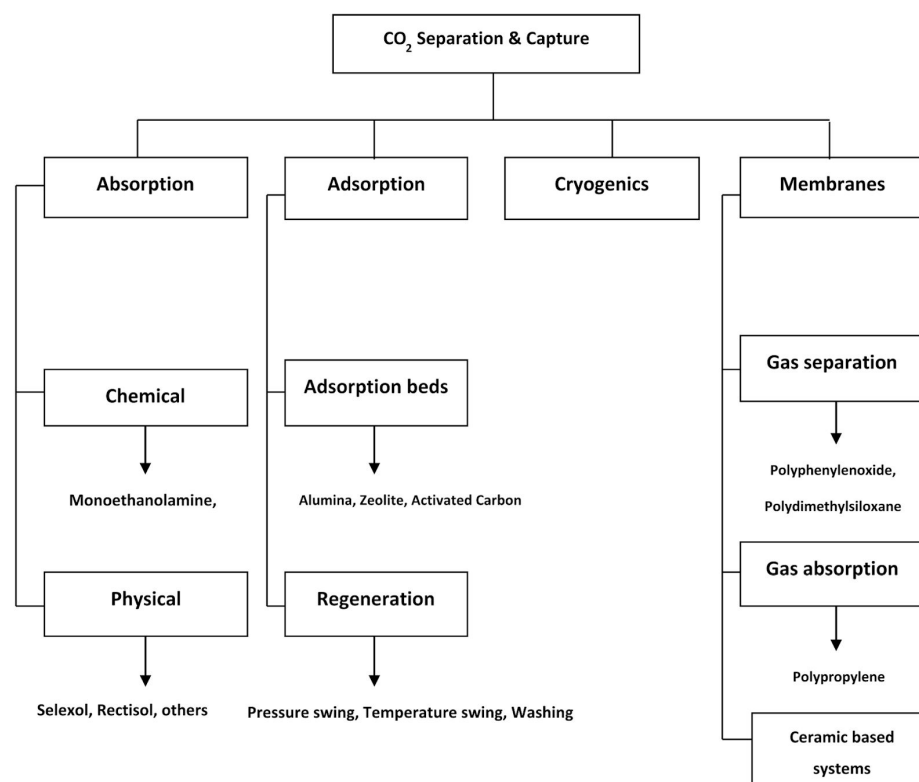 CO₂ Separation & Capture
Absorption
Adsorption
Cryogenics
Membranes
Gas separation
Chemical
Adsorption beds
Polyphenylenoxide,
Polydimethylsiloxane
Monoethanolamine,
Alumina, Zeolite, Activated Carbon
Gas absorption
Physical
Regeneration
Polypropylene
Selexol, Rectisol, others
Pressure swing, Temperature swing, Washing
Ceramic based
systems